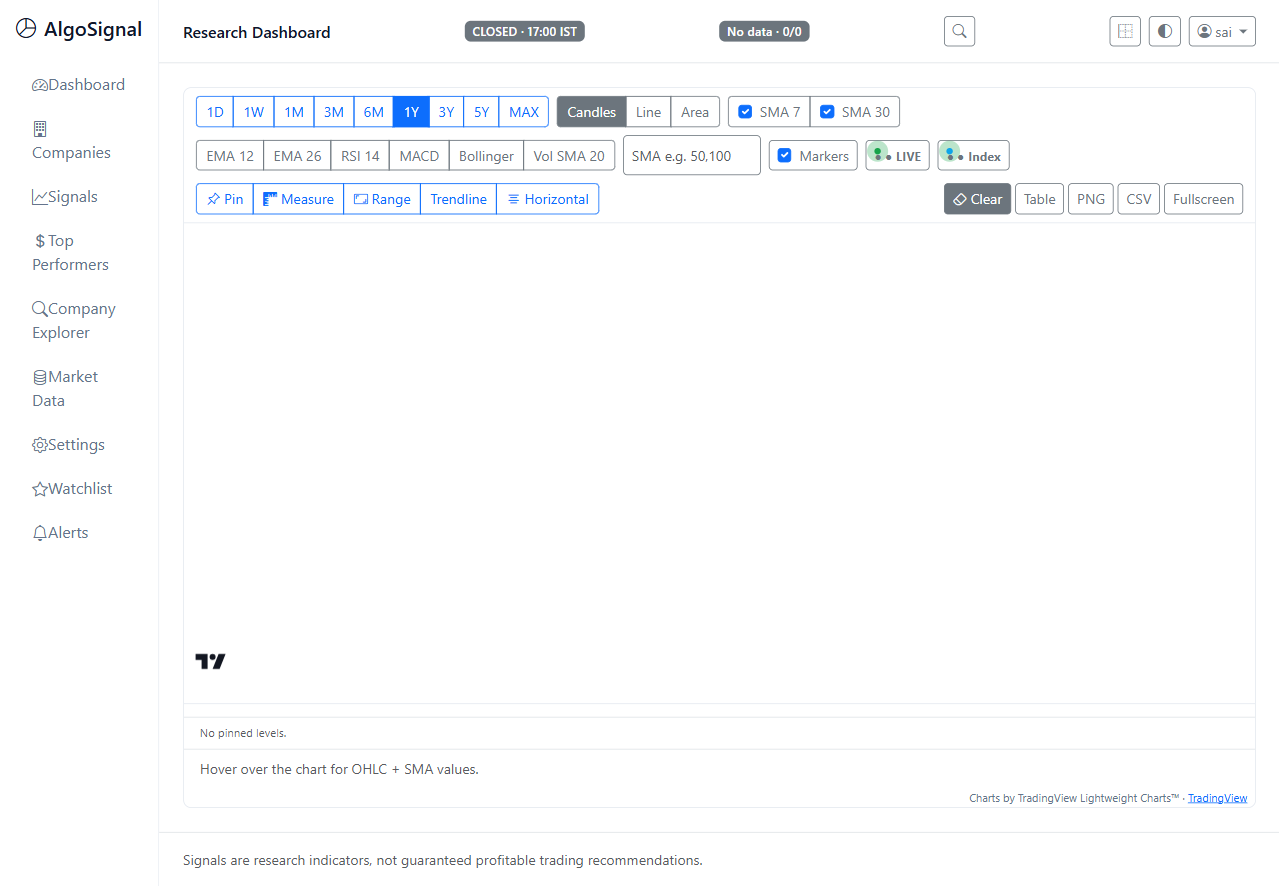 AlgoSignal
Research Dashboard
CLOSED · 17:00 IST
No data · 0/0
sai
Dashboard
Companies
Signals
Top
Performers
Company
Explorer
Market
Data
Settings
Watchlist
Alerts
1D 1W 1M 3M 6M 1Y 3Y 5Y MAX Candles Line Area SMA 7 SMA 30
EMA 12 EMA 26 RSI 14 MACD Bollinger Vol SMA 20 SMA e.g. 50,100 Markers LIVE Index
Pin Measure Range Trendline Horizontal Clear Table PNG CSV Fullscreen
No pinned levels.
Hover over the chart for OHLC + SMA values.
Charts by TradingView Lightweight Charts™ · TradingView
Signals are research indicators, not guaranteed profitable trading recommendations.